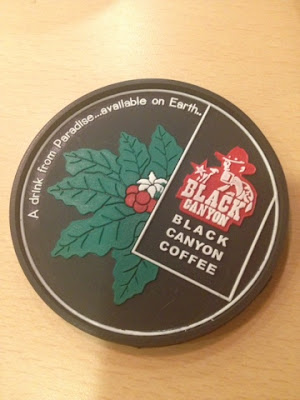 A drink from Paradise...available on Earth..
BLACK
CANYON
BLACK
CANYON
COFFEE